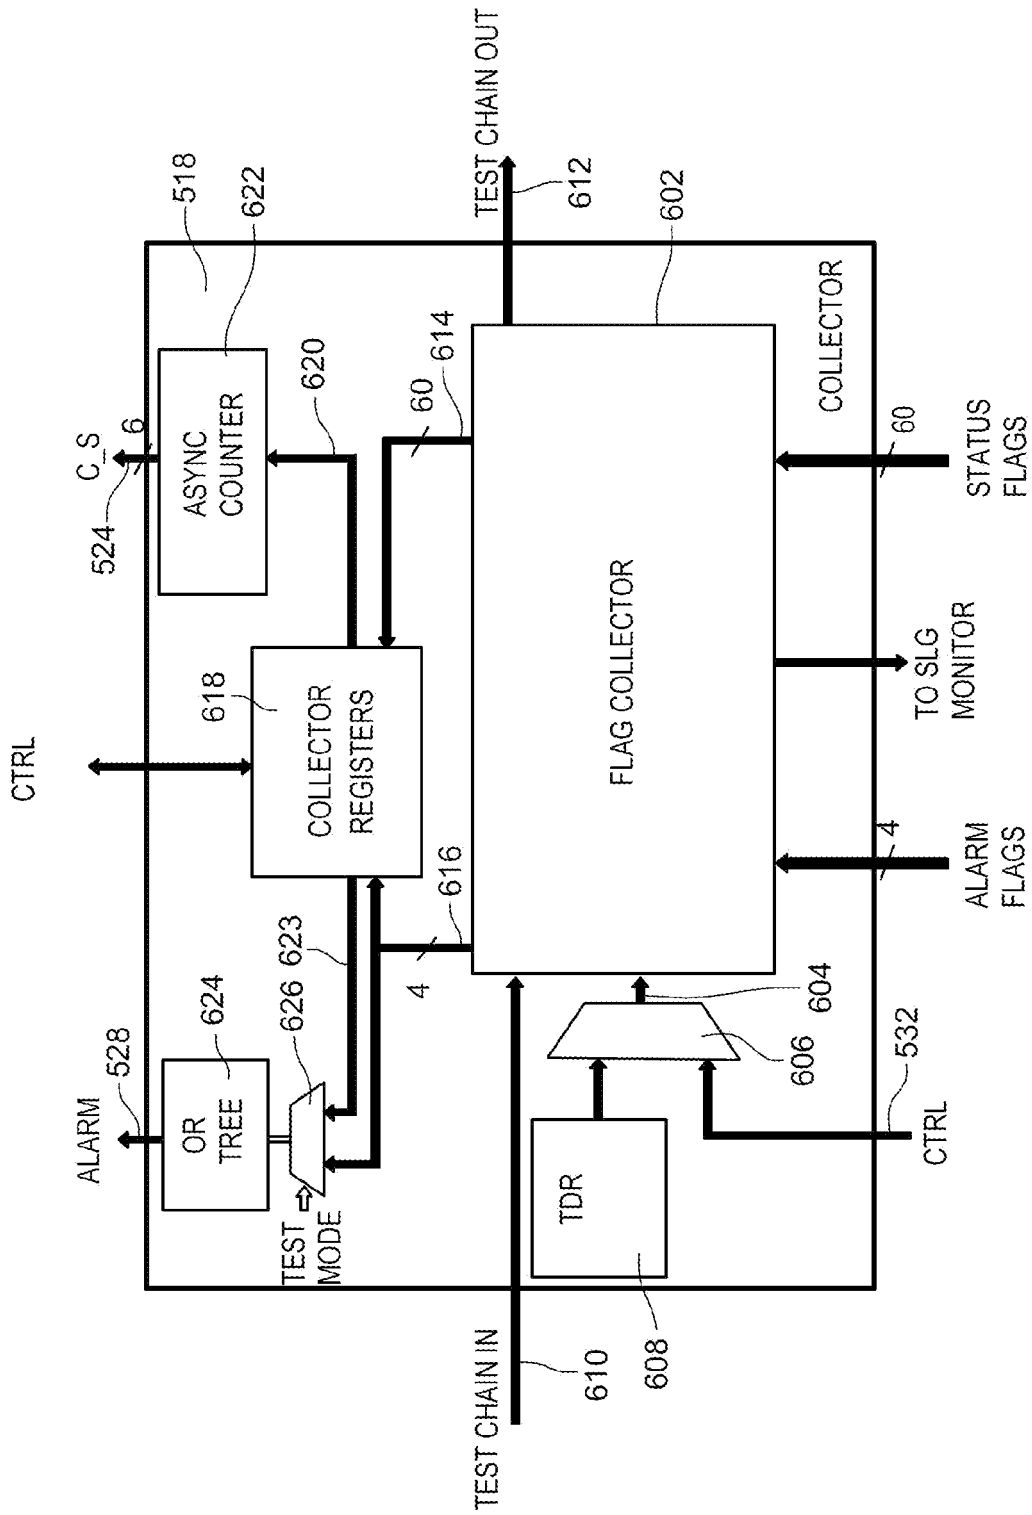 CTRL
ALARM
528
C_S
524
6
518
622
OR
TREE
624
ASYNC
COUNTER
618
COLLECTOR
REGISTERS
620
623
626
TEST
MODE
4
616
60
614
TEST CHAIN IN
610
TEST CHAIN OUT
612
602
FLAG COLLECTOR
TDR
608
604
606
COLLECTOR
532
CTRL
4
ALARM
FLAGS
TO SLG
MONITOR
60
STATUS
FLAGS